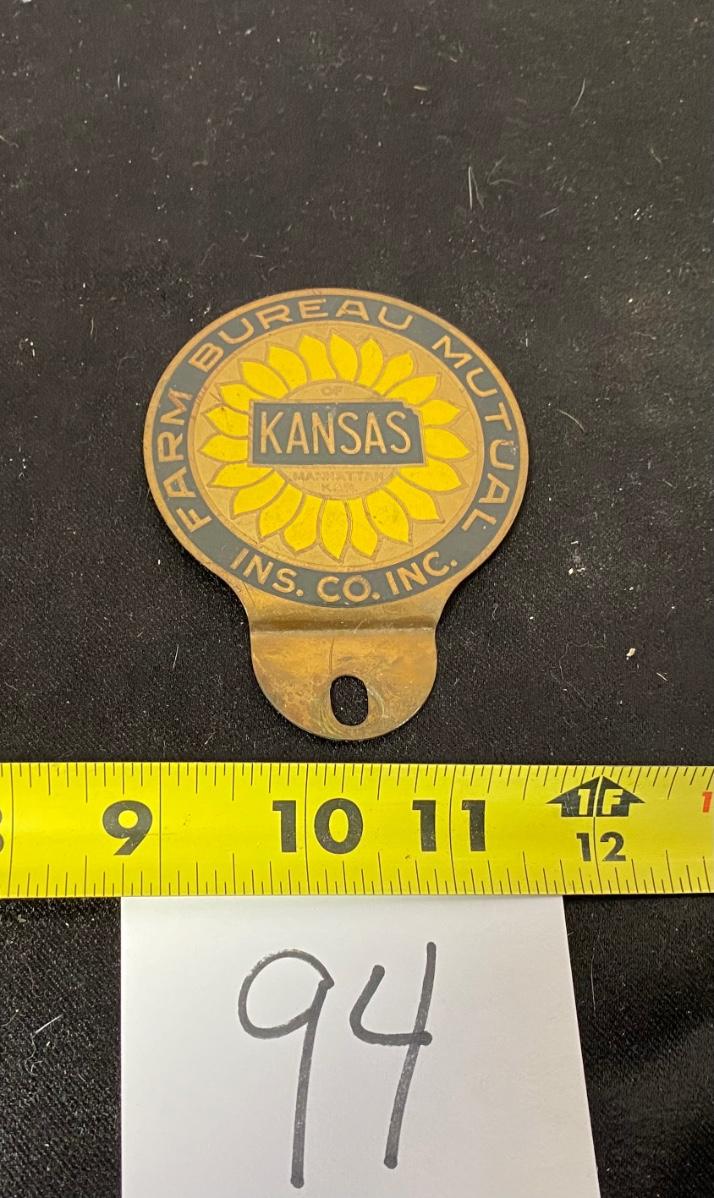 FARM BUREAU MUTUAL
OF
KANSAS
MANHATTAN
KAN.
INS. CO. INC.
9 10 11 1F
12
94